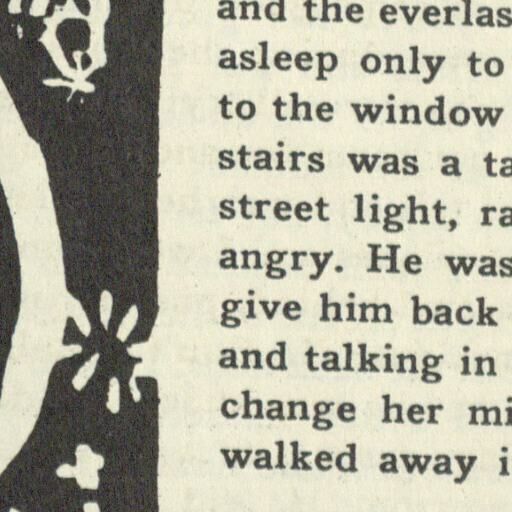 and the everlas
asleep only to
to the window
stairs was a ta
street light, ra
angry. He was
give him back
and talking in
change her mi
walked away i